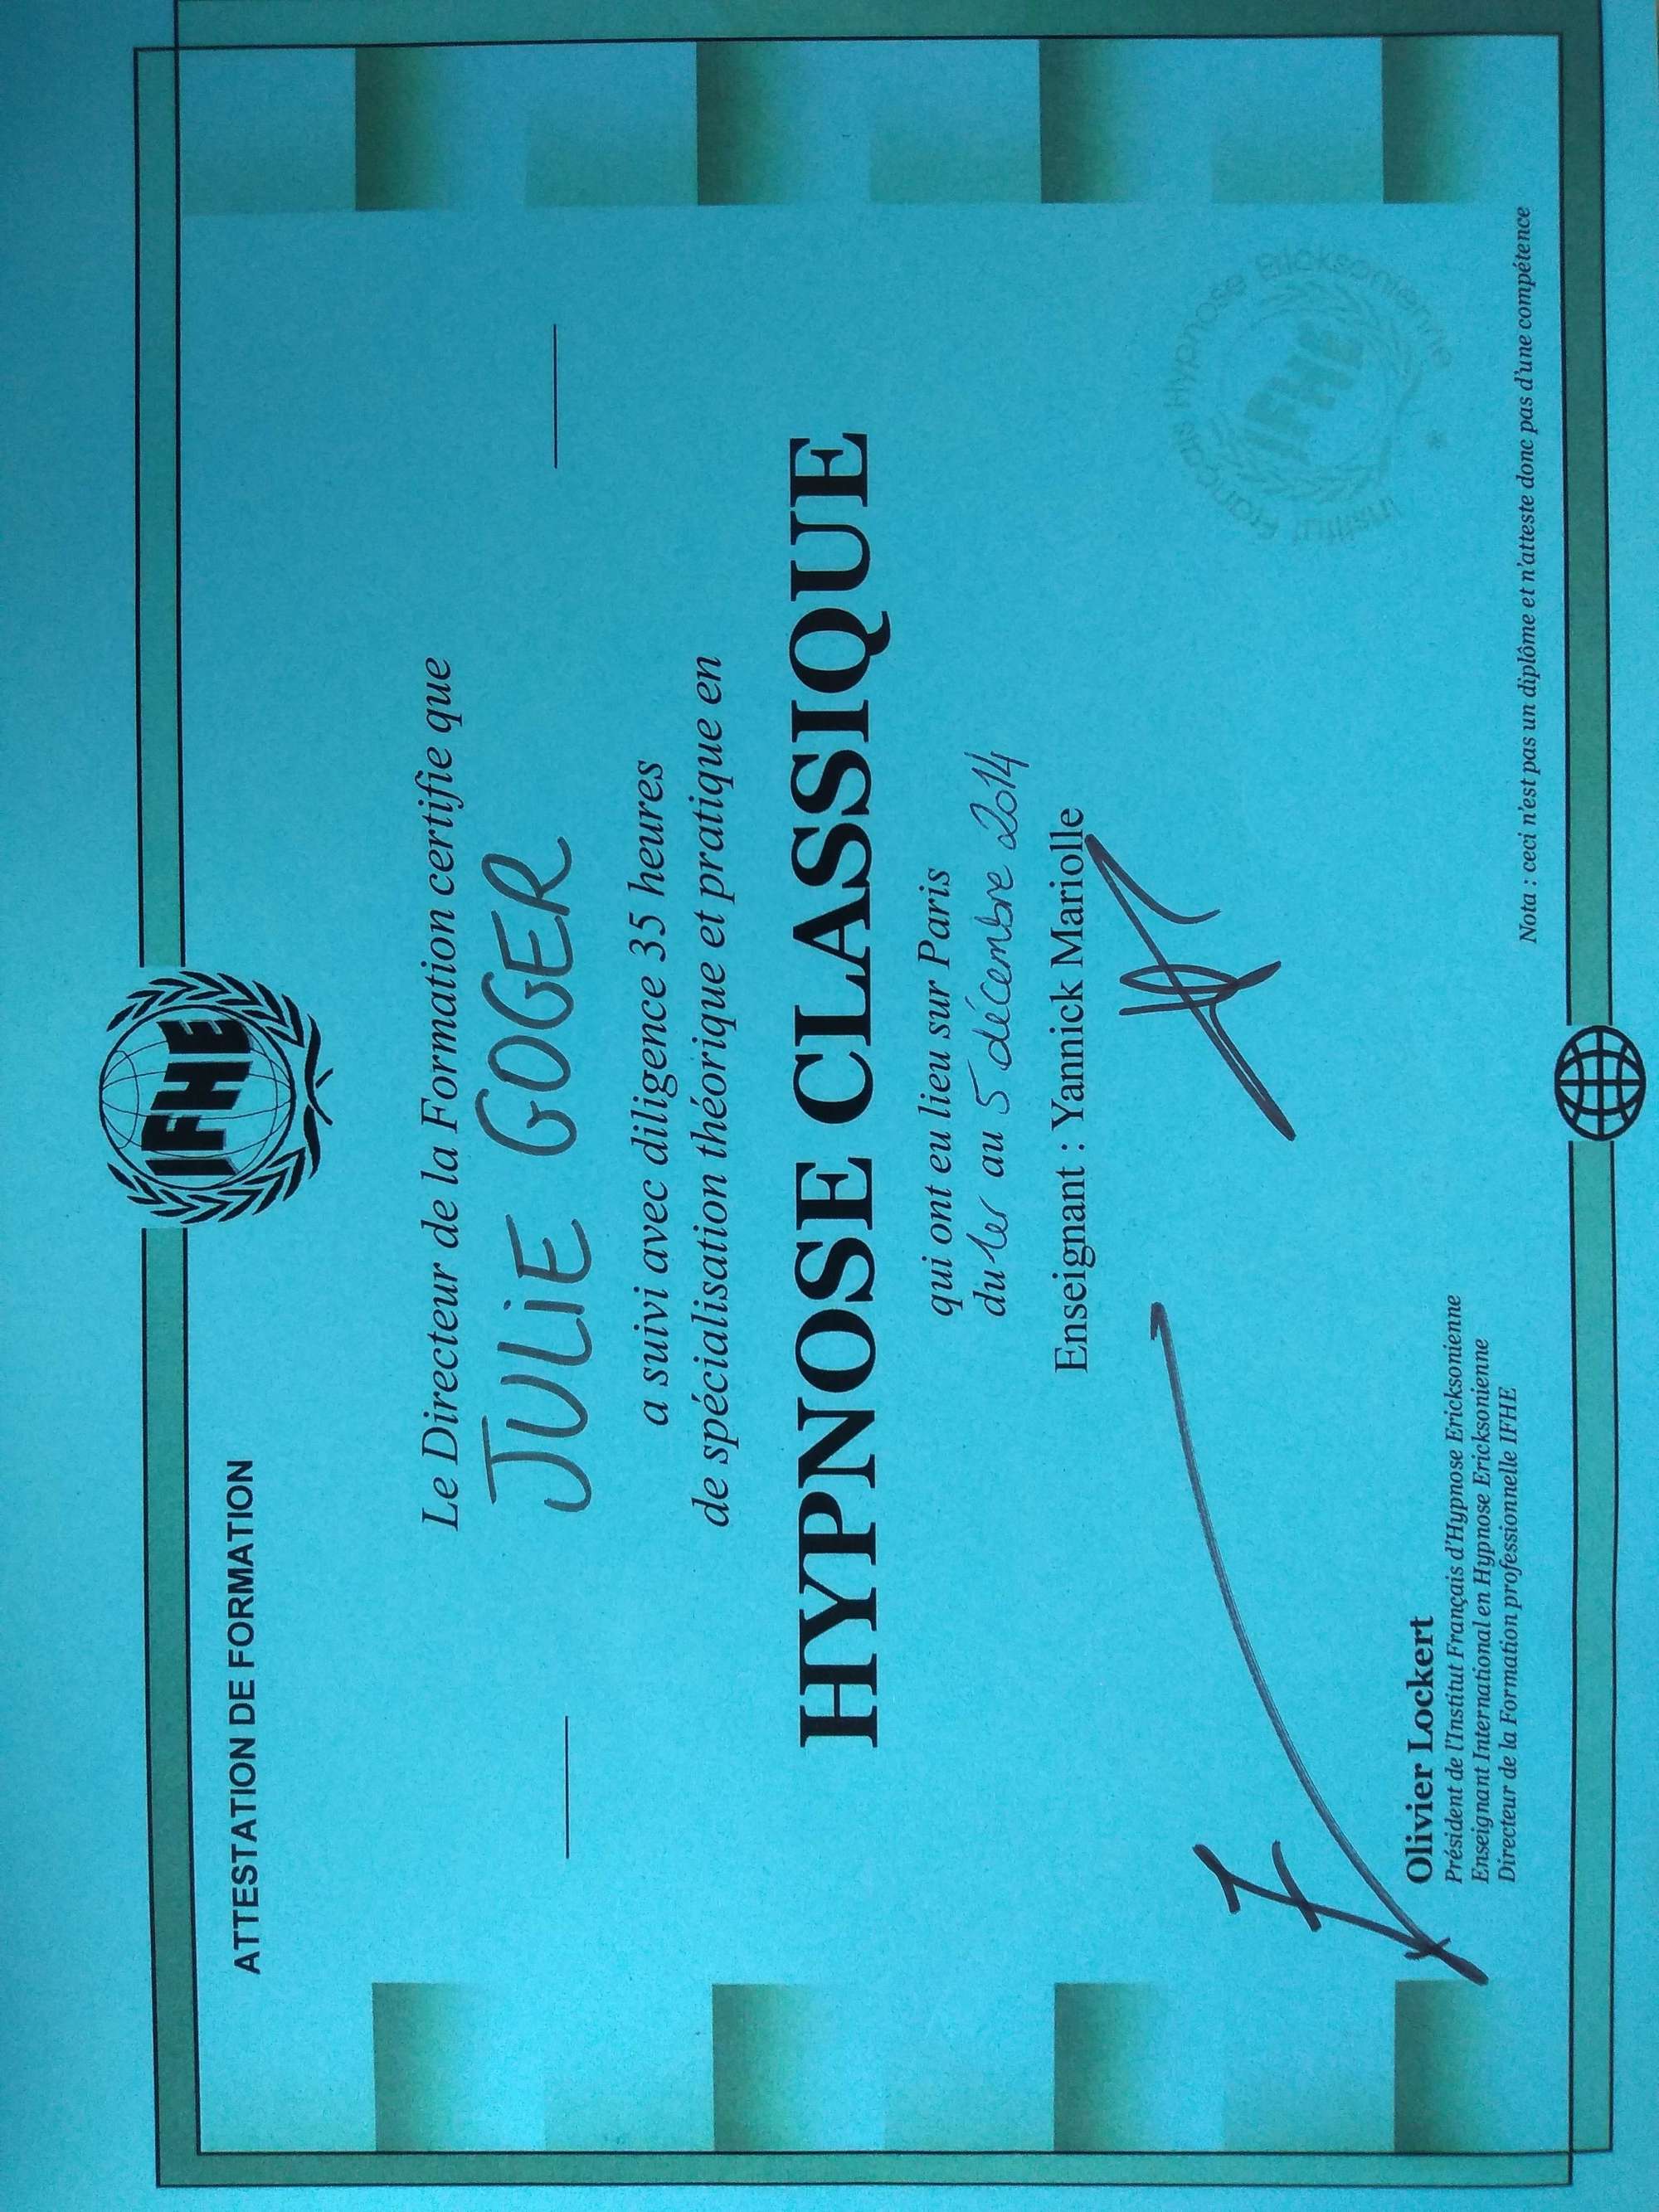 IFHE
ATTESTATION DE FORMATION
Le Directeur de la Formation certifie que
JULIE GOGER
a suivi avec diligence 35 heures
de spécialisation théorique et pratique en
HYPNOSE CLASSIQUE
qui ont eu lieu sur Paris
du 1er au 5 décembre 2014
Enseignant : Yannick Mariolle
Olivier Lockert
Président de l'Institut Français d'Hypnose Ericksonienne
Enseignant International en Hypnose Ericksonienne
Directeur de la Formation professionnelle IFHE
Institut Français Hypnose Ericksonienne
IFHE
Nota : ceci n'est pas un diplôme et n'atteste donc pas d'une compétence